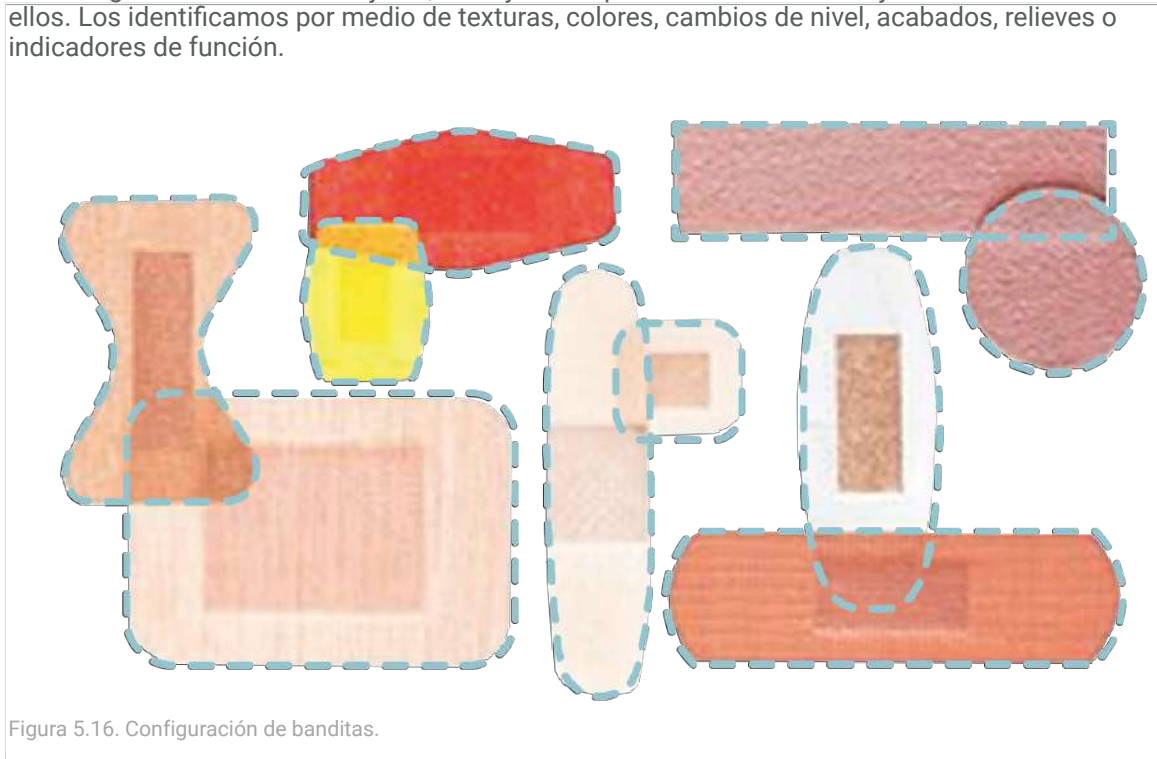 ellos. Los identificamos por medio de texturas, colores, cambios de nivel, acabados, relieves o
indicadores de función.
Figura 5.16. Configuración de banditas.